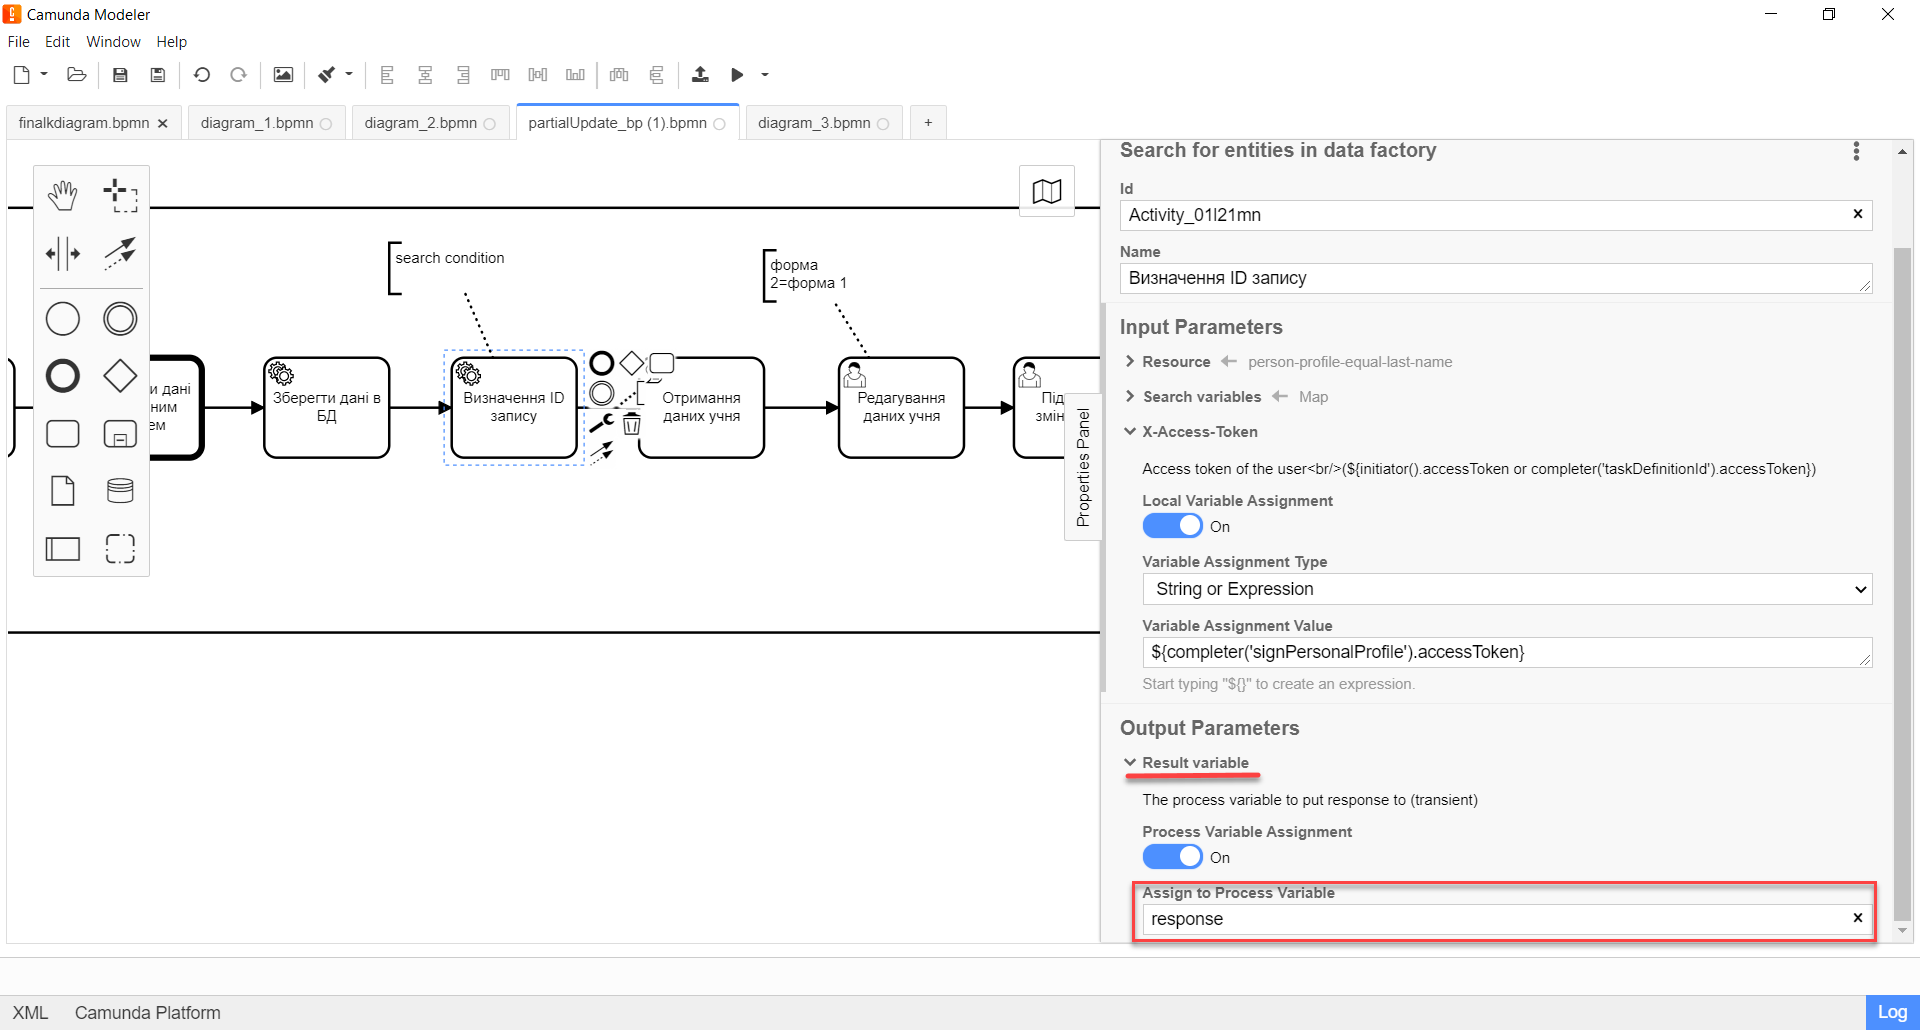 Camunda Modeler
File Edit Window Help
finalkdiagram.bpmn
diagram_1.bpmn
diagram_2.bpmn
partialUpdate_bp (1).bpmn
diagram_3.bpmn
+
search condition
форма
2=форма 1
и дані
ним
ем
Зберегти дані в
БД
Визначення ID
запису
Отримання
даних учня
Редагування
даних учня
Під
змін
Properties Panel
Search for entities in data factory
Id
Activity_01l21mn
Name
Визначення ID запису
Input Parameters
Resource person-profile-equal-last-name
Search variables Map
X-Access-Token
Access token of the user<br/>(${initiator().accessToken or completer('taskDefinitionId').accessToken})
Local Variable Assignment
On
Variable Assignment Type
String or Expression
Variable Assignment Value
${completer('signPersonalProfile').accessToken}
Start typing "${}" to create an expression.
Output Parameters
Result variable
The process variable to put response to (transient)
Process Variable Assignment
On
Assign to Process Variable
response
XML Camunda Platform
Log